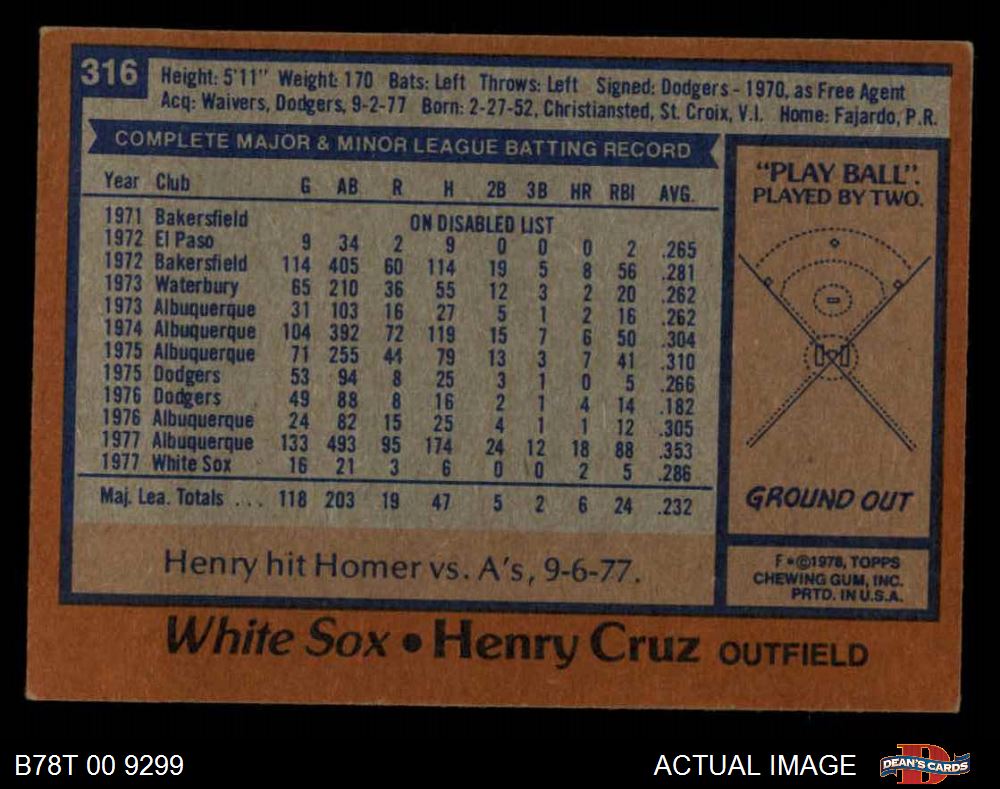 316
Height: 5'11" Weight: 170 Bats: Left Throws: Left Signed: Dodgers - 1970, as Free Agent
Acq: Waivers, Dodgers, 9-2-77 Born: 2-27-52, Christiansted, St. Croix, V.I. Home: Fajardo, P.R.
COMPLETE MAJOR & MINOR LEAGUE BATTING RECORD
Year Club G AB R H 2B 3B HR RBI AVG.
1971 Bakersfield ON DISABLED LIST
1972 El Paso 9 34 2 9 0 0 0 2 .265
1972 Bakersfield 114 405 60 114 19 5 8 56 .281
1973 Waterbury 65 210 36 55 12 3 2 20 .262
1973 Albuquerque 31 103 16 27 5 1 2 16 .262
1974 Albuquerque 104 392 72 119 15 7 6 50 .304
1975 Albuquerque 71 255 44 79 13 3 7 41 .310
1975 Dodgers 53 94 8 25 3 1 0 5 .266
1976 Dodgers 49 88 8 16 2 1 4 14 .182
1976 Albuquerque 24 82 15 25 4 1 1 12 .305
1977 Albuquerque 133 493 95 174 24 12 18 88 .353
1977 White Sox 16 21 3 6 0 0 2 5 .286
Maj. Lea. Totals ... 118 203 19 47 5 2 6 24 .232
Henry hit Homer vs. A's, 9-6-77.
"PLAY BALL".
PLAYED BY TWO.
GROUND OUT
F*©1978, TOPPS
CHEWING GUM, INC.
PRTD. IN U.S.A.
White Sox • Henry Cruz OUTFIELD
B78T 00 9299
ACTUAL IMAGE
DEAN'S CARDS